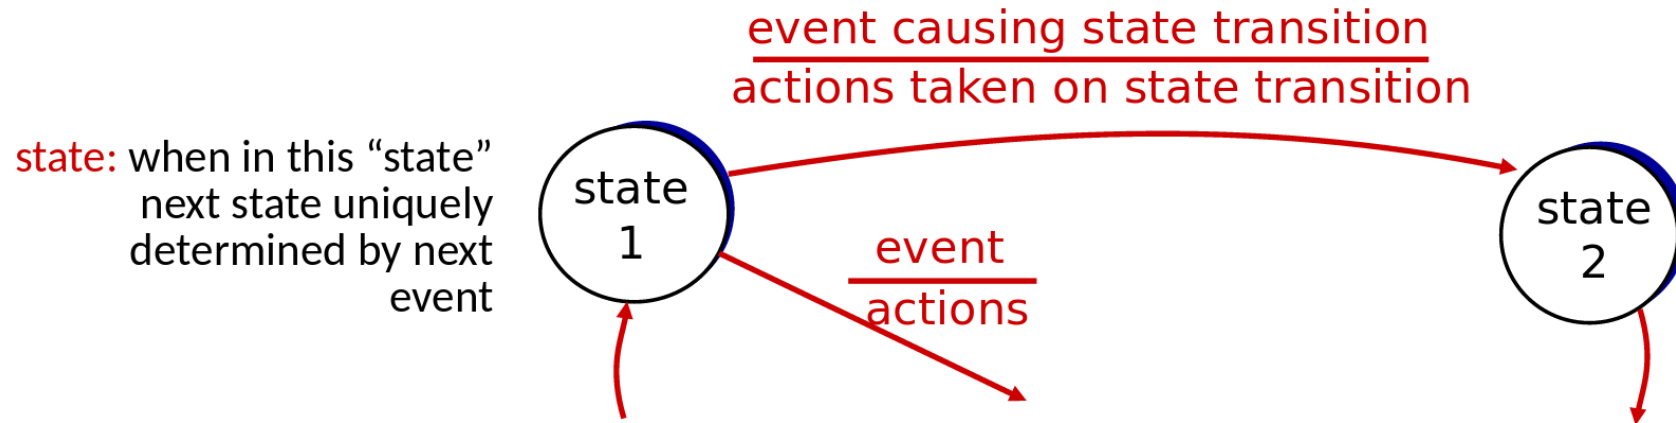 event causing state transition
actions taken on state transition
state: when in this “state”
next state uniquely
determined by next
event
state
1
event
actions
state
2